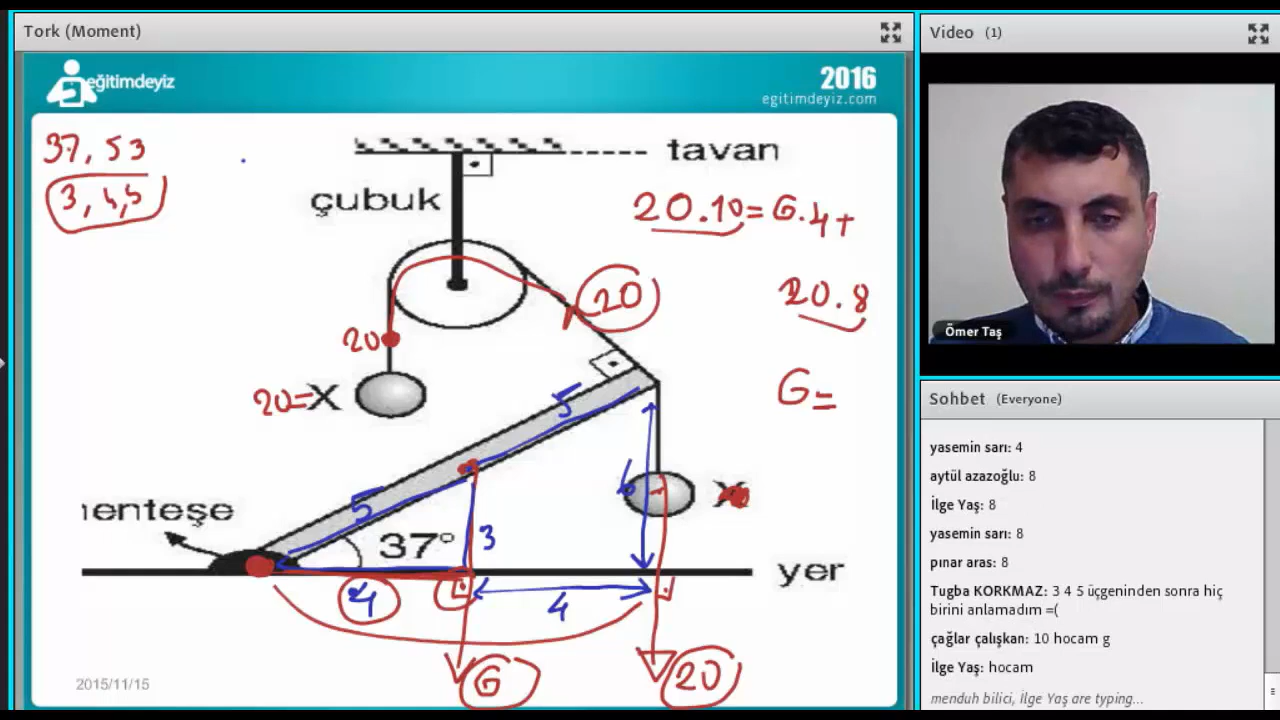 Tork (Moment)
eğitimdeyiz
2016
egitimdeyiz.com
37, 53
3, 4,5
tavan
çubuk
20.10=G.4+
20.8
G=
20
20
20=X
5
5
6
X
menteşe
37°
3
yer
4
4
G
20
2015/11/15
Video (1)
Ömer Taş
Sohbet (Everyone)
yasemin sarı: 4
aytül azazoğlu: 8
İlge Yaş: 8
yasemin sarı: 8
pınar aras: 8
Tugba KORKMAZ: 3 4 5 üçgeninden sonra hiç
birini anlamadım =(
çağlar çalışkan: 10 hocam g
İlge Yaş: hocam
menduh bilici, İlge Yaş are typing...